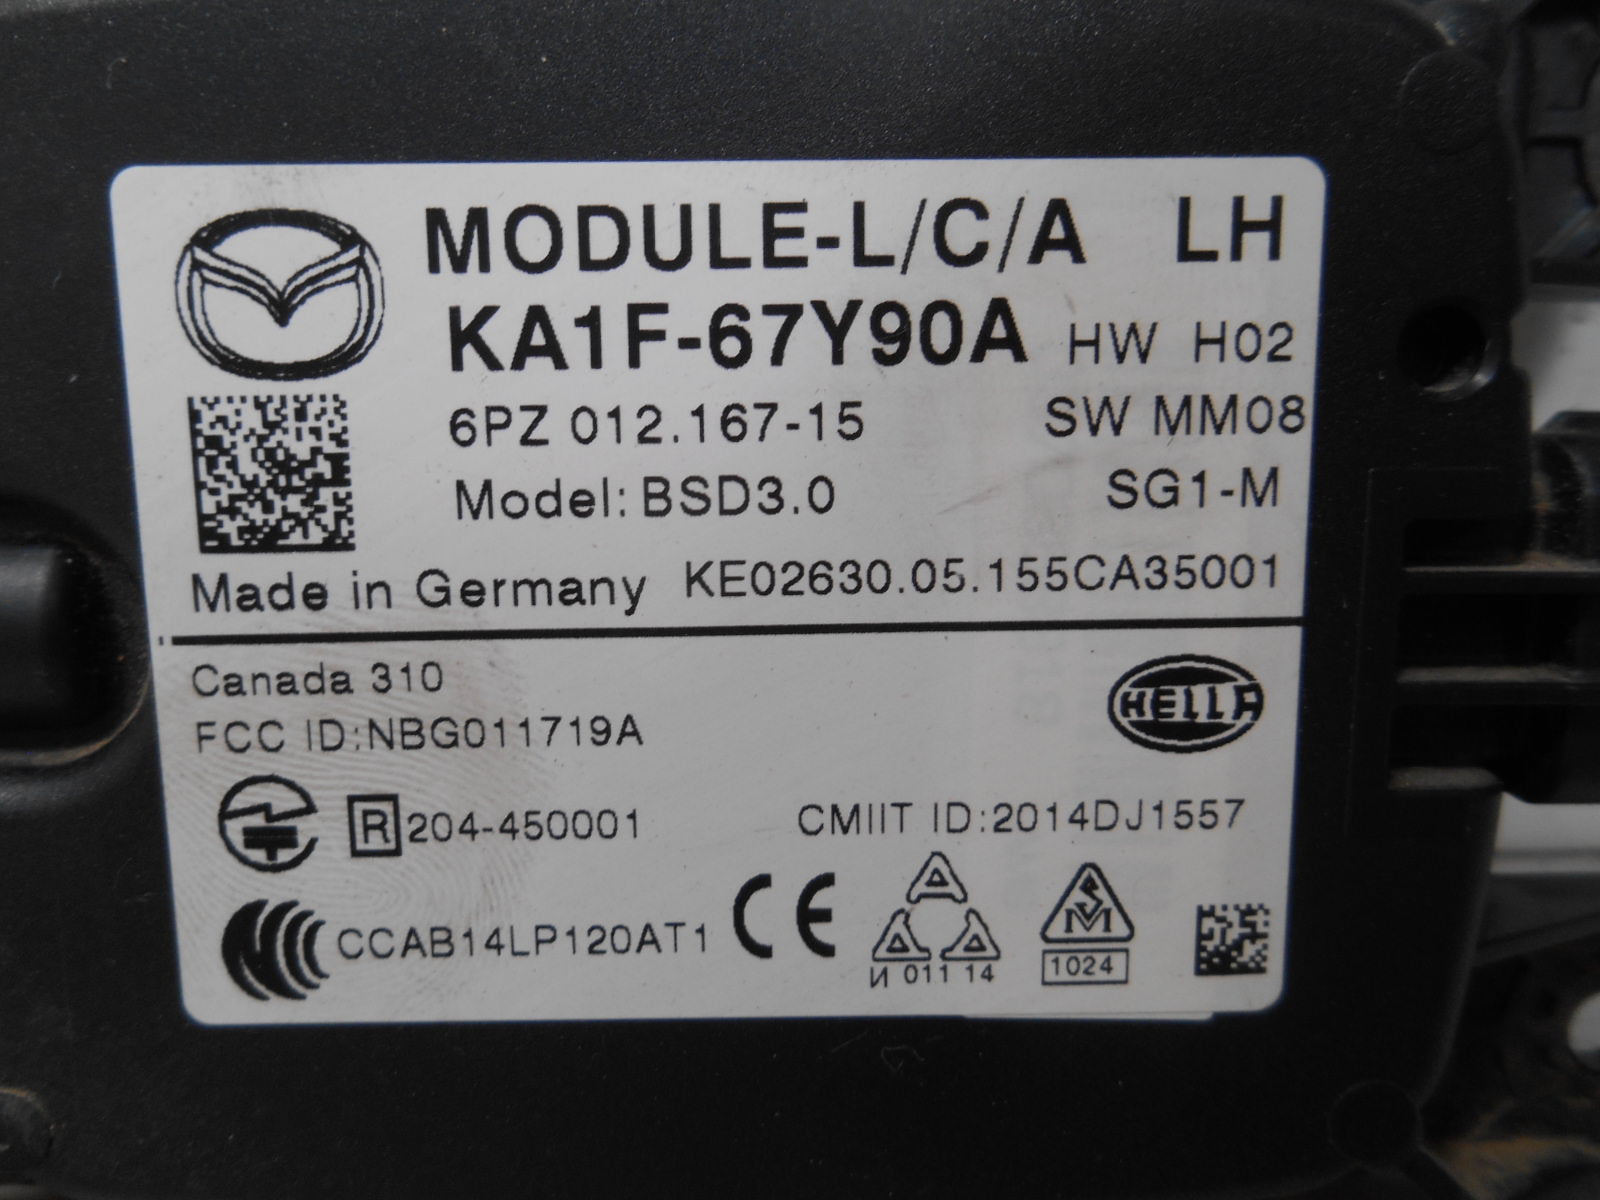 MODULE-L/C/A LH
KA1F-67Y90A HW H02
6PZ 012.167-15 SW MM08
Model: BSD3.0 SG1-M
Made in Germany KE02630.05.155CA35001
Canada 310
FCC ID:NBG011719A
HELLA
R 204-450001 CMIIT ID:2014DJ1557
CCAB14LP120AT1 CE
И 011 14
SM
1024